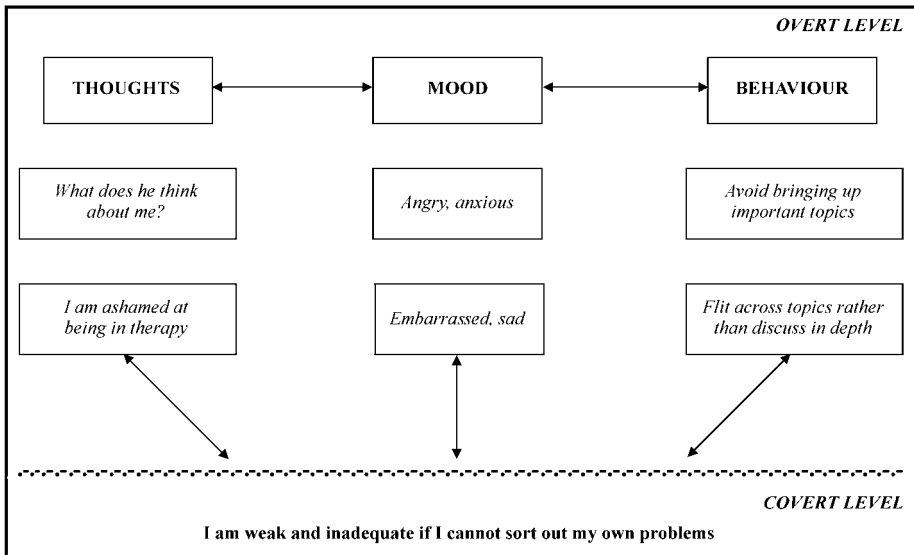 OVERT LEVEL
THOUGHTS
MOOD
BEHAVIOUR
What does he think
about me?
Angry, anxious
Avoid bringing up
important topics
I am ashamed at
being in therapy
Embarrassed, sad
Flit across topics rather
than discuss in depth
COVERT LEVEL
I am weak and inadequate if I cannot sort out my own problems